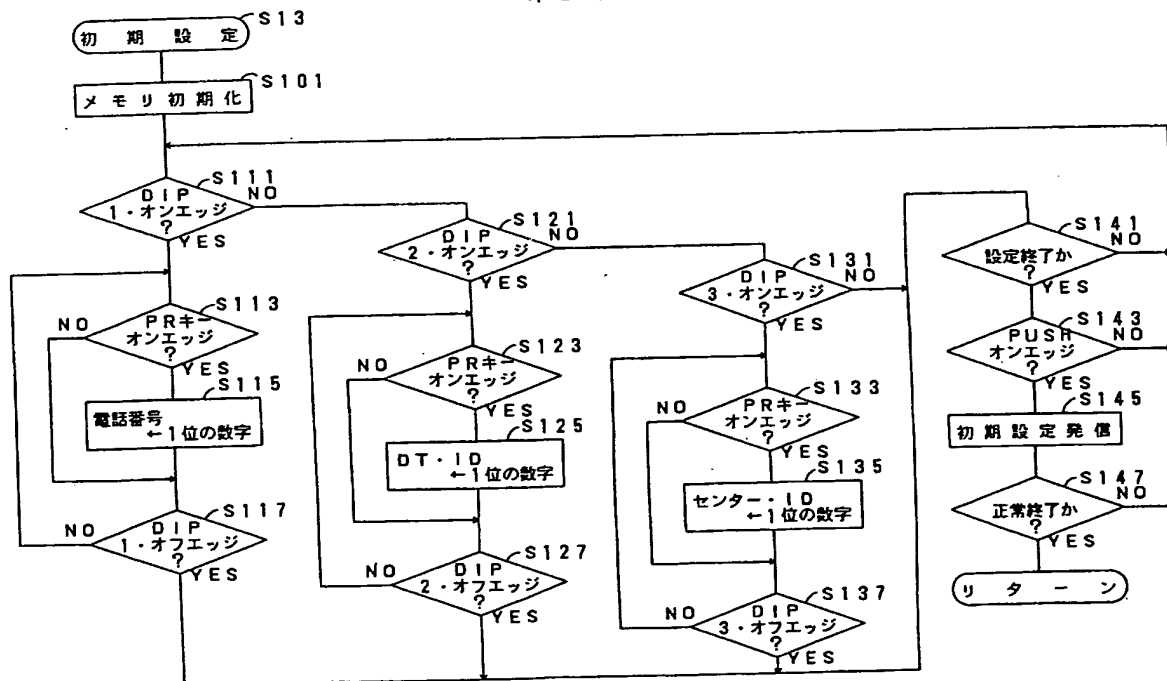 S13
初期設定
S101
メモリ初期化
S111
DIP
1・オンエッジ
?
NO
YES
S113
PRキー
オンエッジ
?
NO
YES
S115
電話番号
←1位の数字
S117
DIP
1・オフエッジ
?
NO
YES
S121
DIP
2・オンエッジ
?
NO
YES
S123
PRキー
オンエッジ
?
NO
YES
S125
DT・ID
←1位の数字
S127
DIP
2・オフエッジ
?
NO
YES
S131
DIP
3・オンエッジ
?
NO
YES
S133
PRキー
オンエッジ
?
NO
YES
S135
センター・ID
←1位の数字
S137
DIP
3・オフエッジ
?
NO
YES
S141
設定終了か
?
NO
YES
S143
PUSH
オンエッジ
?
NO
YES
S145
初期設定発信
S147
正常終了か
?
NO
YES
リターン